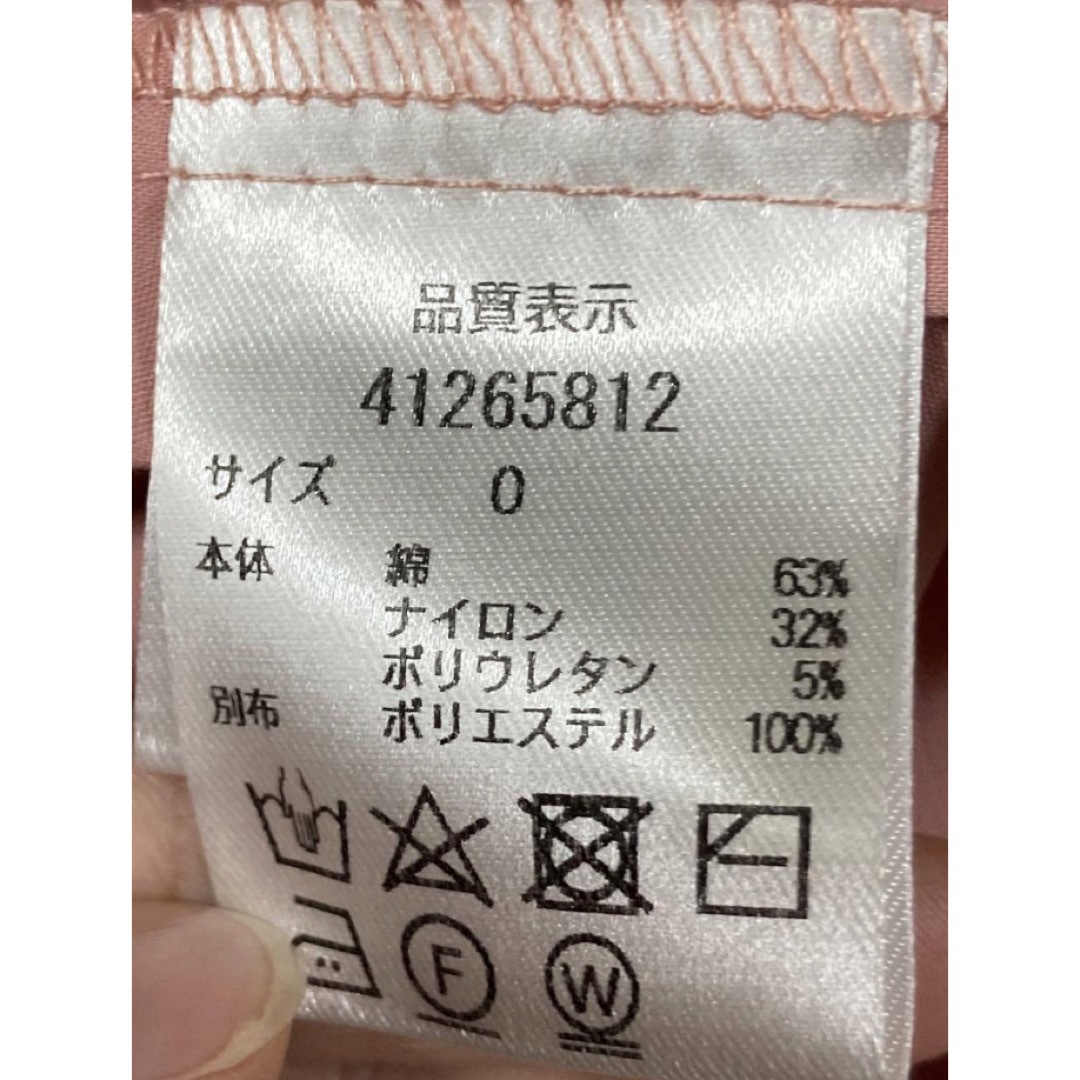 品質表示
41265812
サイズ 0
本体 綿 63%
ナイロン 32%
ポリウレタン 5%
別布 ポリエステル 100%
F W